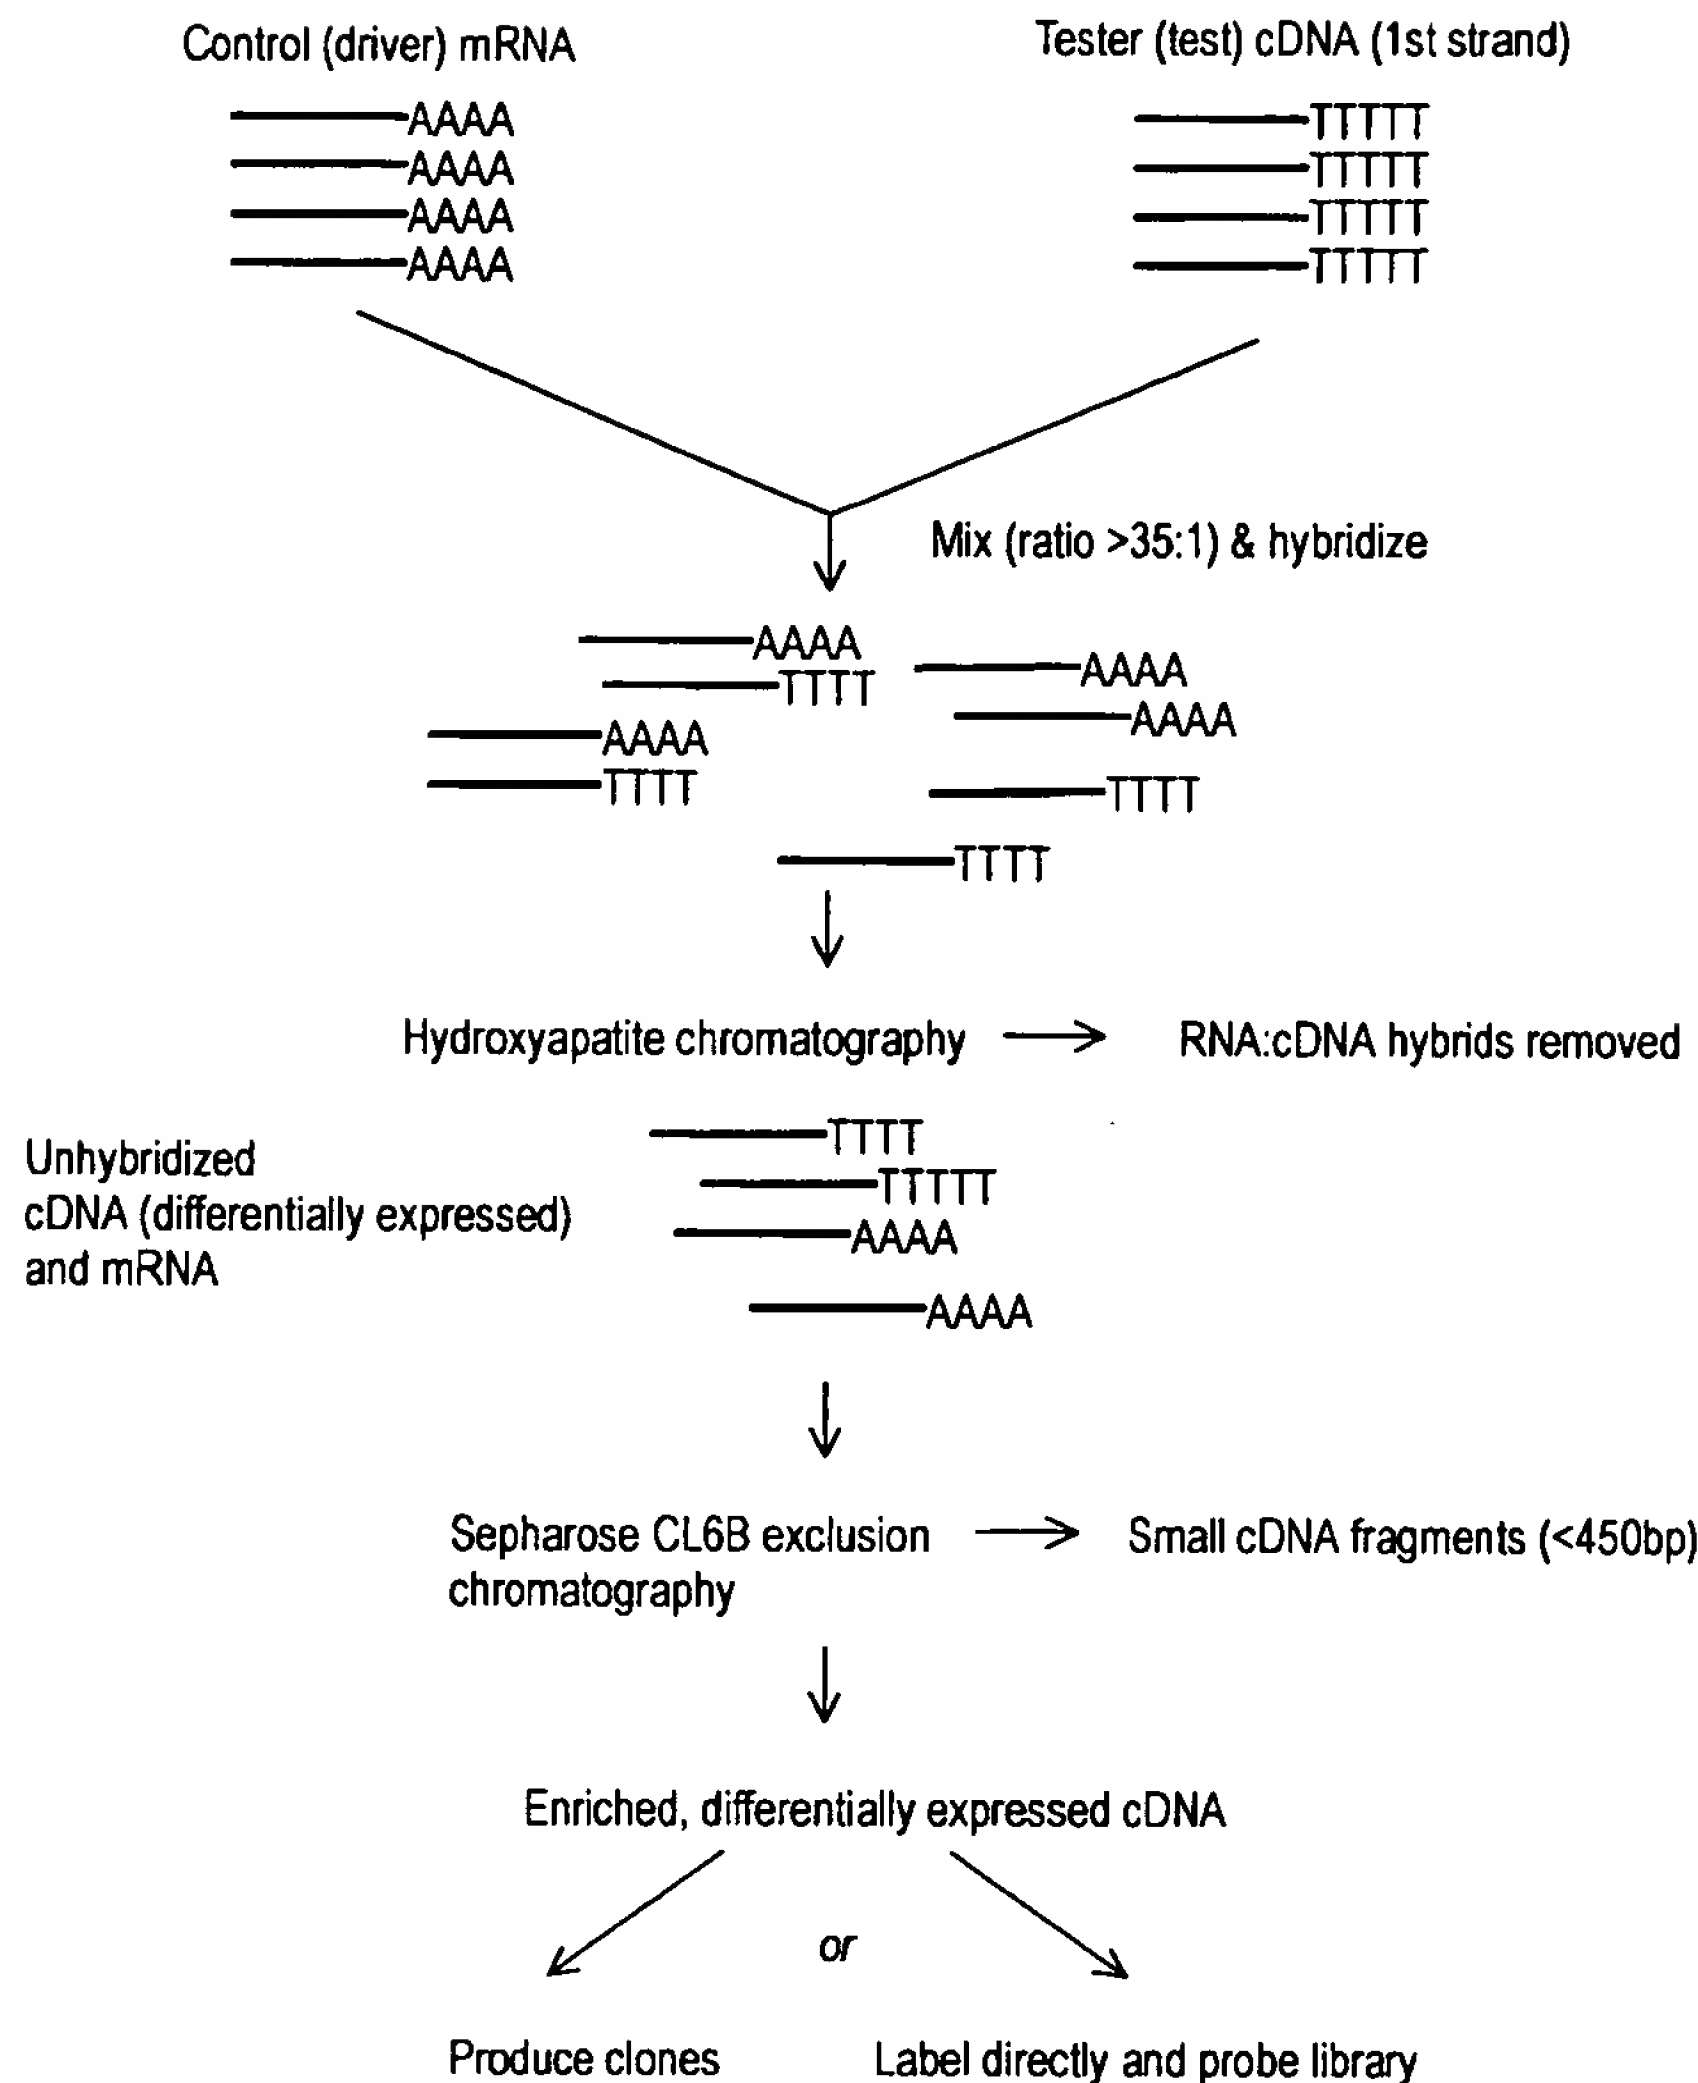 Control (driver) mRNA
Tester (test) cDNA (1st strand)
AAAA
AAAA
AAAA
AAAA
TTTTT
TTTTT
TTTTT
TTTTT
Mix (ratio >35:1) & hybridize
AAAA
TTTT
AAAA
AAAA
AAAA
TTTT
TTTT
TTTT
Hydroxyapatite chromatography
RNA:cDNA hybrids removed
Unhybridized
cDNA (differentially expressed)
and mRNA
TTTT
TTTTT
AAAA
AAAA
Sepharose CL6B exclusion
chromatography
Small cDNA fragments (<450bp)
Enriched, differentially expressed cDNA
or
Produce clones
Label directly and probe library